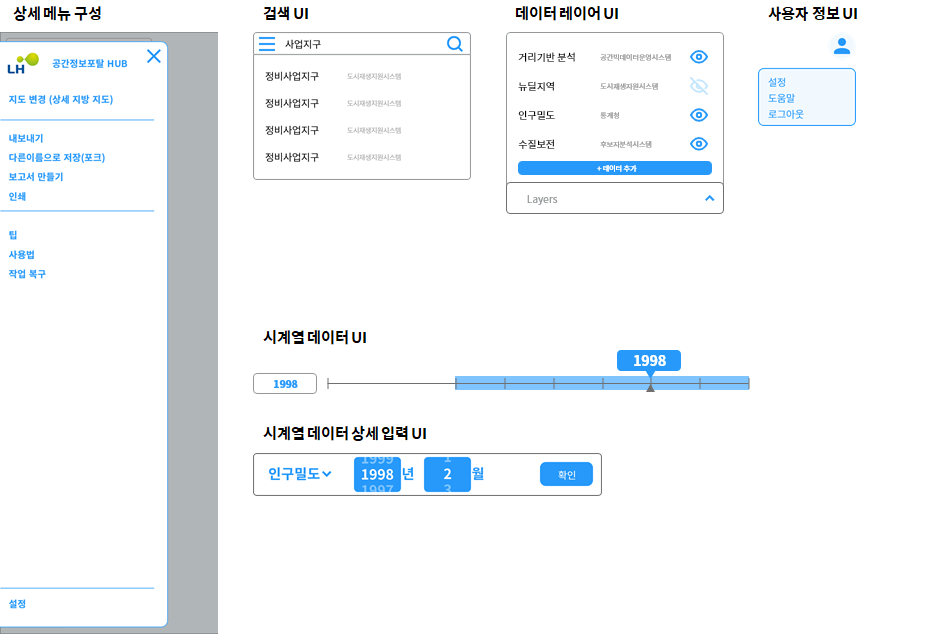 상세 메뉴 구성
LH
공간정보포탈 HUB
지도 변경 (상세 지방 지도)
내보내기
다른이름으로 저장(포크)
보고서 만들기
인쇄
팁
사용법
작업 복구
설정
검색 UI
사업지구
정비사업지구 도시재생지원시스템
정비사업지구 도시재생지원시스템
정비사업지구 도시재생지원시스템
정비사업지구 도시재생지원시스템
데이터 레이어 UI
거리기반 분석 공간빅데이터운영시스템
뉴딜지역 도시재생지원시스템
인구밀도 통계청
수질보전 후보지분석시스템
+ 데이터 추가
Layers
사용자 정보 UI
설정
도움말
로그아웃
시계열 데이터 UI
1998
1998
시계열 데이터 상세 입력 UI
1999 1
인구밀도 1998 년 2 월 확인
1997 3